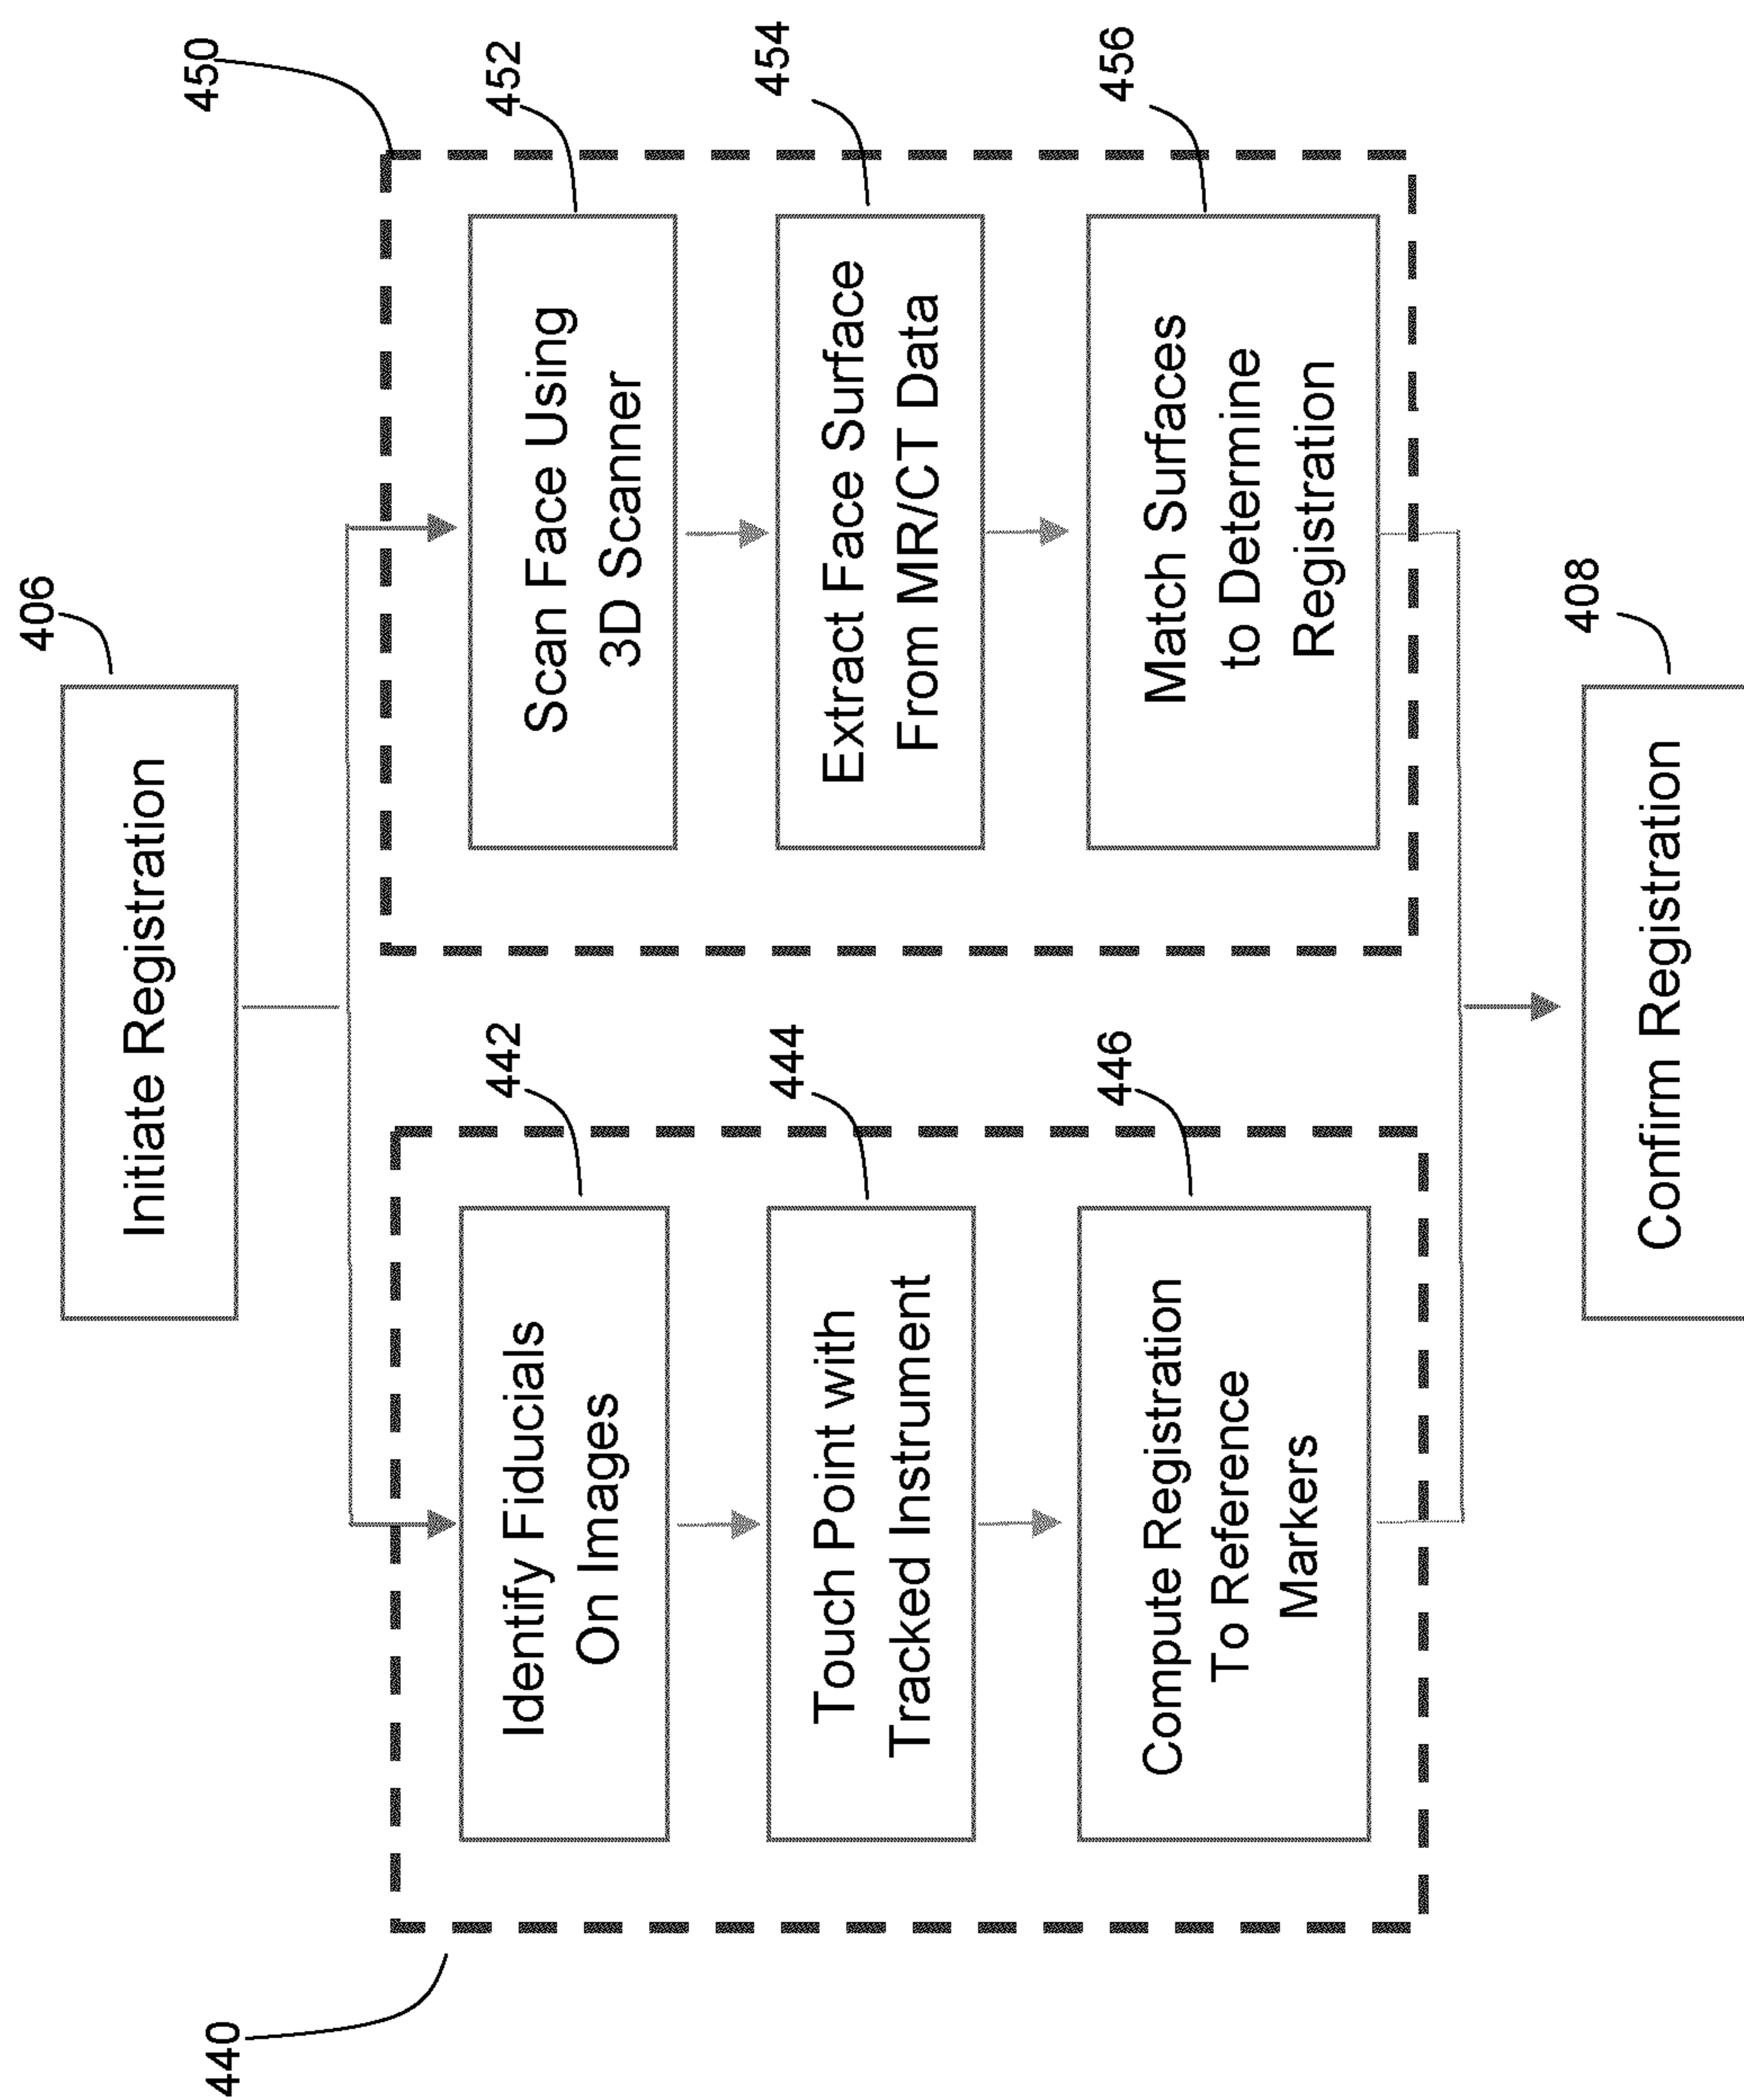 406
Initiate Registration
440
450
442
Identify Fiducials
On Images
444
Touch Point with
Tracked Instrument
446
Compute Registration
To Reference
Markers
452
Scan Face Using
3D Scanner
454
Extract Face Surface
From MR/CT Data
456
Match Surfaces
to Determine
Registration
408
Confirm Registration